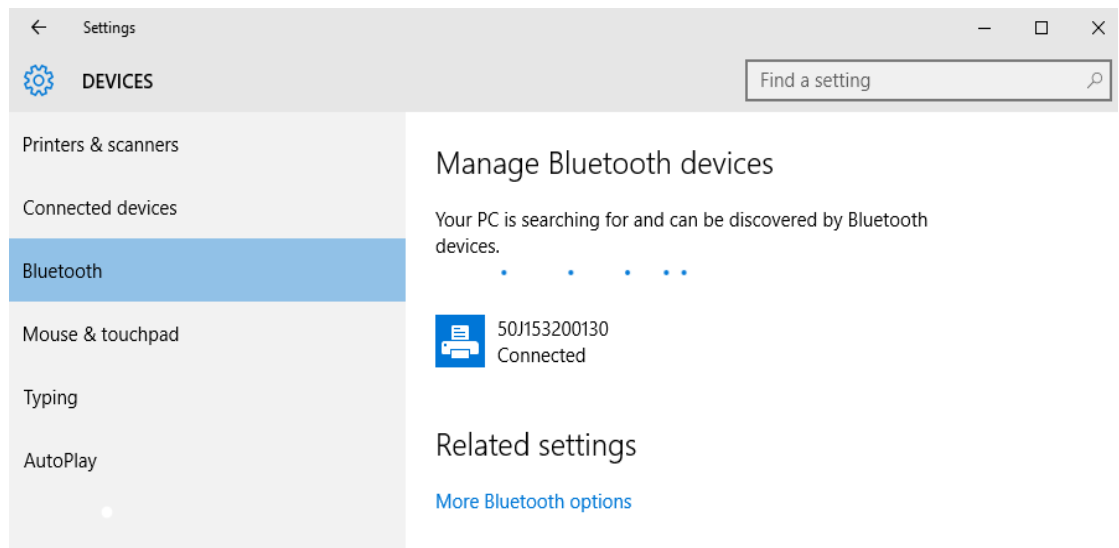 Settings
DEVICES
Find a setting
Printers & scanners
Connected devices
Bluetooth
Mouse & touchpad
Typing
AutoPlay
Manage Bluetooth devices
Your PC is searching for and can be discovered by Bluetooth
devices.
50J153200130
Connected
Related settings
More Bluetooth options